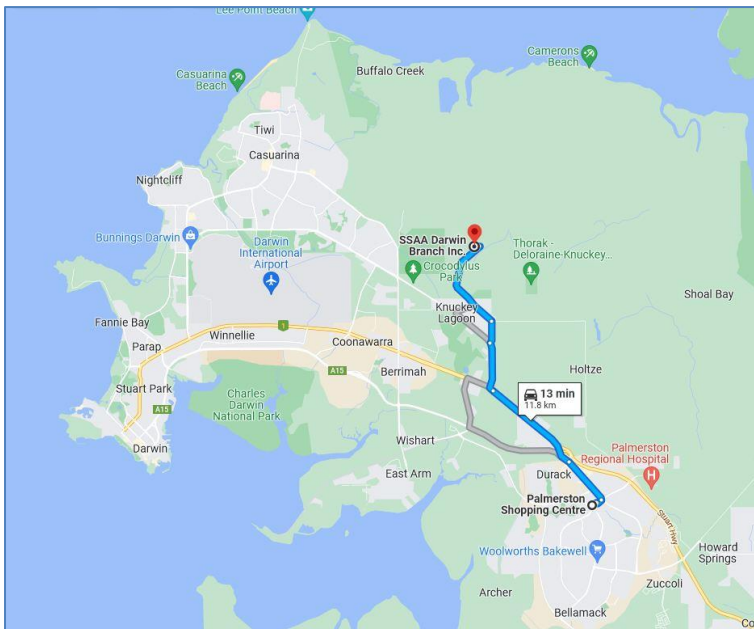 Lee Point Beach
Camerons
Beach
Buffalo Creek
Casuarina
Beach
Tiwi
Casuarina
Nightcliff
SSAA Darwin
Branch Inc.
Bunnings Darwin
Darwin
International
Airport
Thorak -
Deloraine-Knuckey...
Crocodylus
Park
Shoal Bay
Knuckey
Lagoon
Fannie Bay
1
Winnellie
Coonawarra
Parap
Holtze
Berrimah
A15
Stuart Park
13 min
11.8 km
Charles
Darwin
National Park
A15
Wishart
Darwin
Palmerston
Regional Hospital
H
East Arm
Durack
Palmerston
Shopping Centre
Stuart Hwy
Woolworths Bakewell
Howard
Springs
Zuccoli
Archer
Bellamack